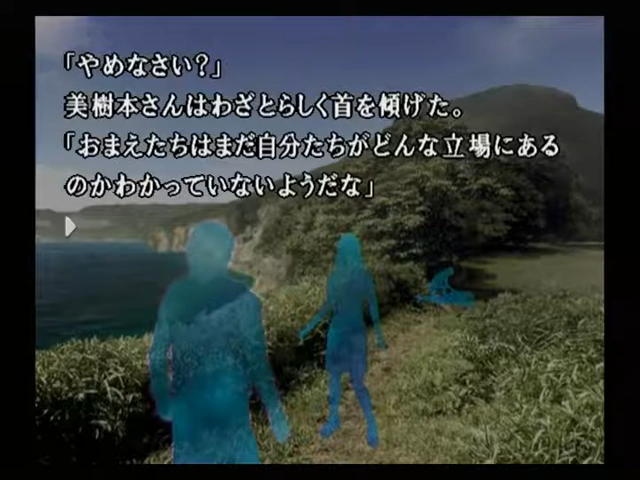 「やめなさい？」
美樹本さんはわざとらしく首を傾げた。
「おまえたちはまだ自分たちがどんな立場にある
のかわかっていないようだな」